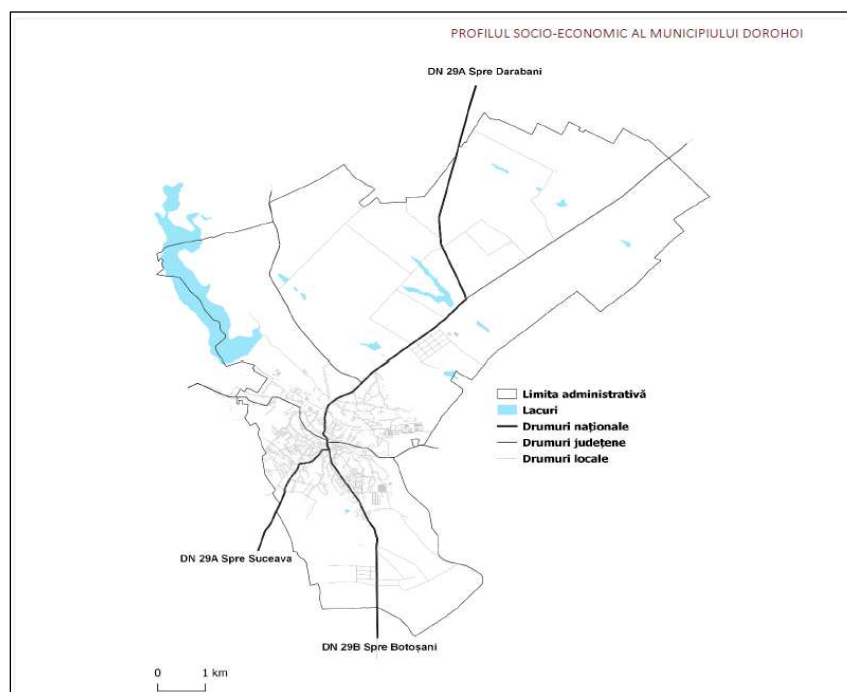 PROFILUL SOCIO-ECONOMIC AL MUNICIPIULUI DOROHOI
DN 29A Spre Darabani
Limita administrativă
Lacuri
Drumuri naționale
Drumuri județene
Drumuri locale
DN 29A Spre Suceava
DN 29B Spre Botoșani
0 1 km